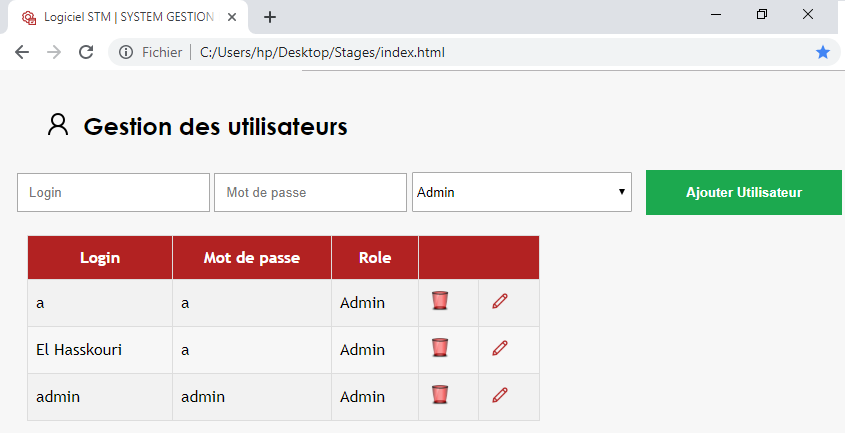 Logiciel STM | SYSTEM GESTION
Fichier | C:/Users/hp/Desktop/Stages/index.html
Gestion des utilisateurs
Login Mot de passe Admin Ajouter Utilisateur
Login Mot de passe Role
a a Admin
El Hasskouri a Admin
admin admin Admin